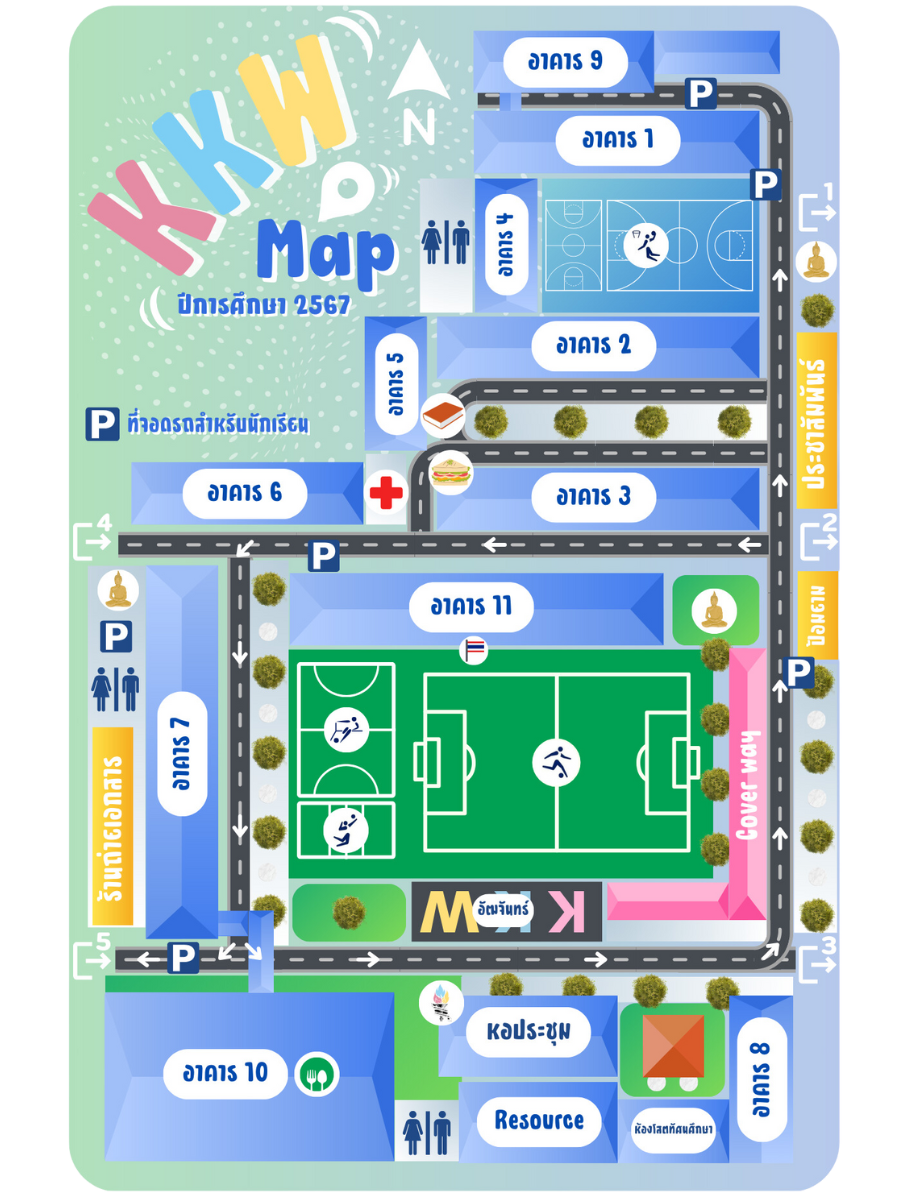 KKW
Map
ปีการศึกษา 2567
N
อาคาร 9
P
อาคาร 1
P
1
อาคาร 4
อาคาร 2
อาคาร 5
ประชาสัมพันธ์
P ที่จอดรถสำหรับนักเรียน
อาคาร 6
อาคาร 3
4
2
P
อาคาร 11
ป้อมยาม
P
P
อาคาร 7
Cover way
ร้านถ่ายเอกสาร
KKW
อัฒจันทร์
5
P
3
หอประชุม
อาคาร 10
อาคาร 8
Resource
ห้องโสตทัศนศึกษา